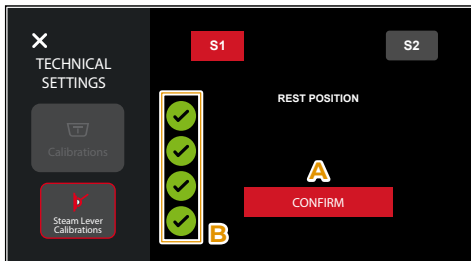 TECHNICAL
SETTINGS
Calibrations
Steam Lever
Calibrations
S1
S2
REST POSITION
A
CONFIRM
B